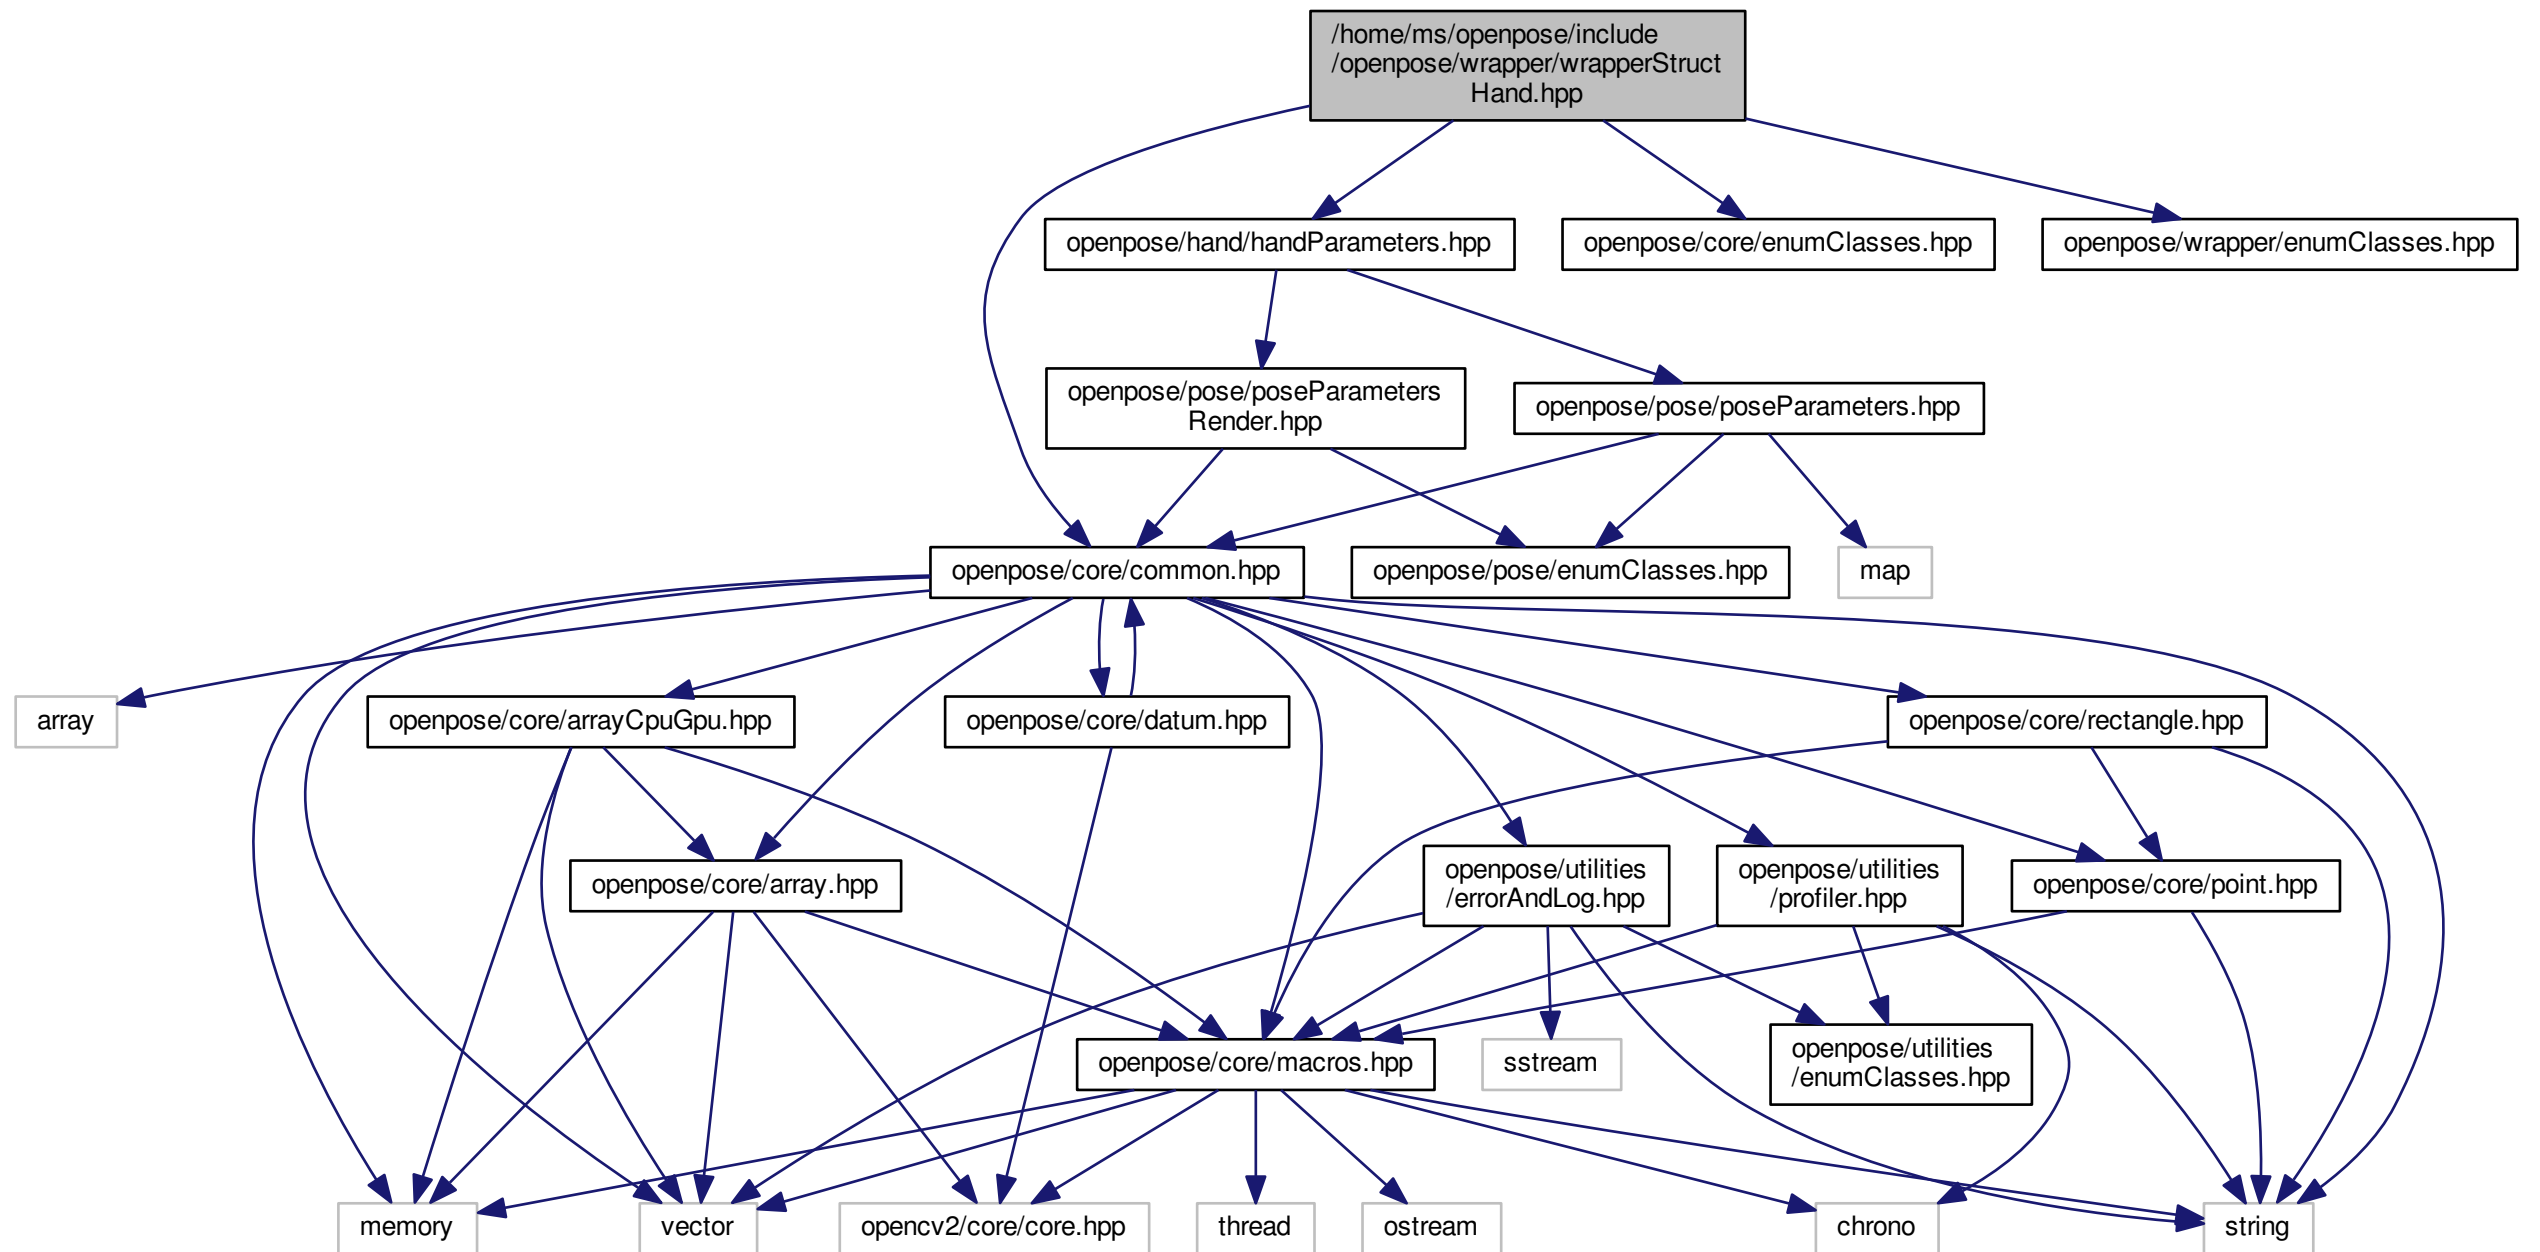 /home/ms/openpose/include
/openpose/wrapper/wrapperStruct
Hand.hpp
openpose/hand/handParameters.hpp
openpose/core/enumClasses.hpp
openpose/wrapper/enumClasses.hpp
openpose/pose/poseParameters
Render.hpp
openpose/pose/poseParameters.hpp
openpose/core/common.hpp
openpose/pose/enumClasses.hpp
map
array
openpose/core/arrayCpuGpu.hpp
openpose/core/datum.hpp
openpose/core/rectangle.hpp
openpose/core/array.hpp
openpose/utilities
/errorAndLog.hpp
openpose/utilities
/profiler.hpp
openpose/core/point.hpp
openpose/core/macros.hpp
sstream
openpose/utilities
/enumClasses.hpp
memory
vector
opencv2/core/core.hpp
thread
ostream
chrono
string